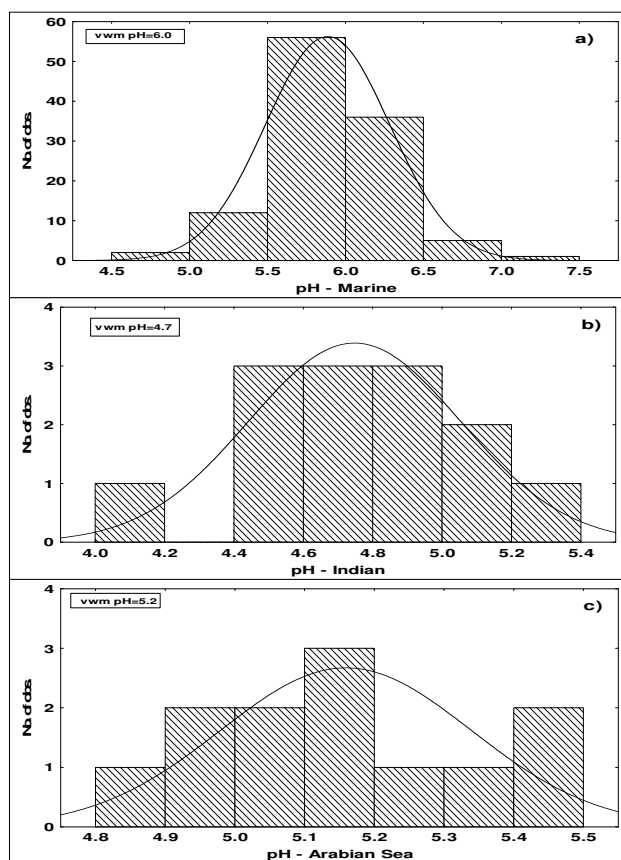 vwm pH=6.0
a)
60
50
40
30
20
10
0
No. of obs.
4.5 5.0 5.5 6.0 6.5 7.0 7.5
pH - Marine
vwm pH=4.7
b)
4
3
2
1
0
No. of obs.
4.0 4.2 4.4 4.6 4.8 5.0 5.2 5.4
pH - Indian
vwm pH=5.2
c)
4
3
2
1
0
No. of obs.
4.8 4.9 5.0 5.1 5.2 5.3 5.4 5.5
pH - Arabian Sea